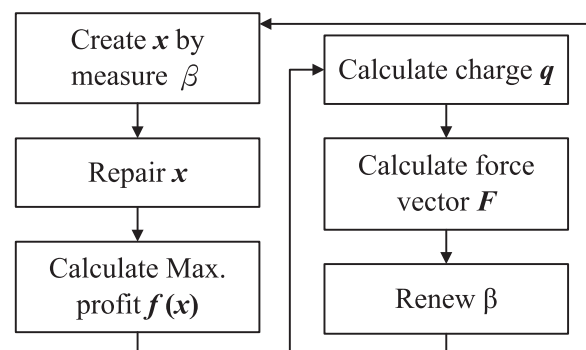 Create x by
measure β
Repair x
Calculate Max.
profit f (x)
Calculate charge q
Calculate force
vector F
Renew β